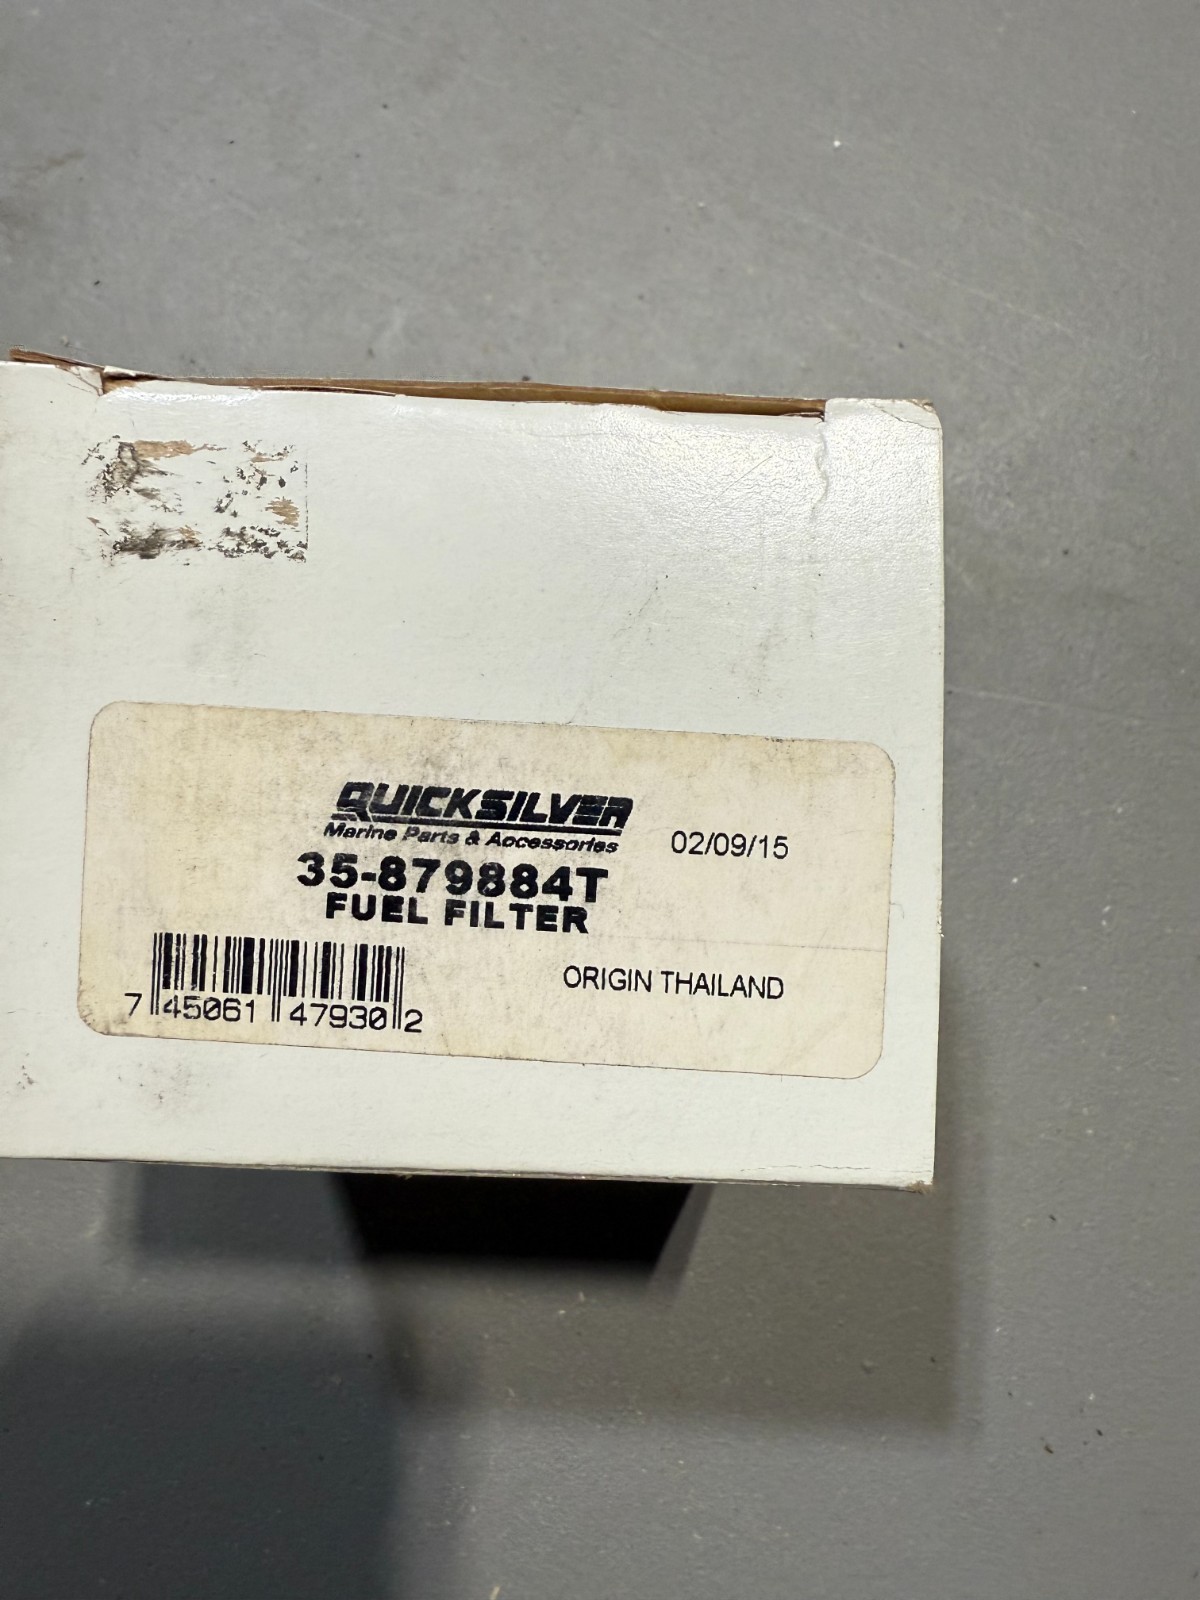 QUICKSILVER
Marine Parts & Accessories
02/09/15
35-879884T
FUEL FILTER
ORIGIN THAILAND
7 45061 47930 2